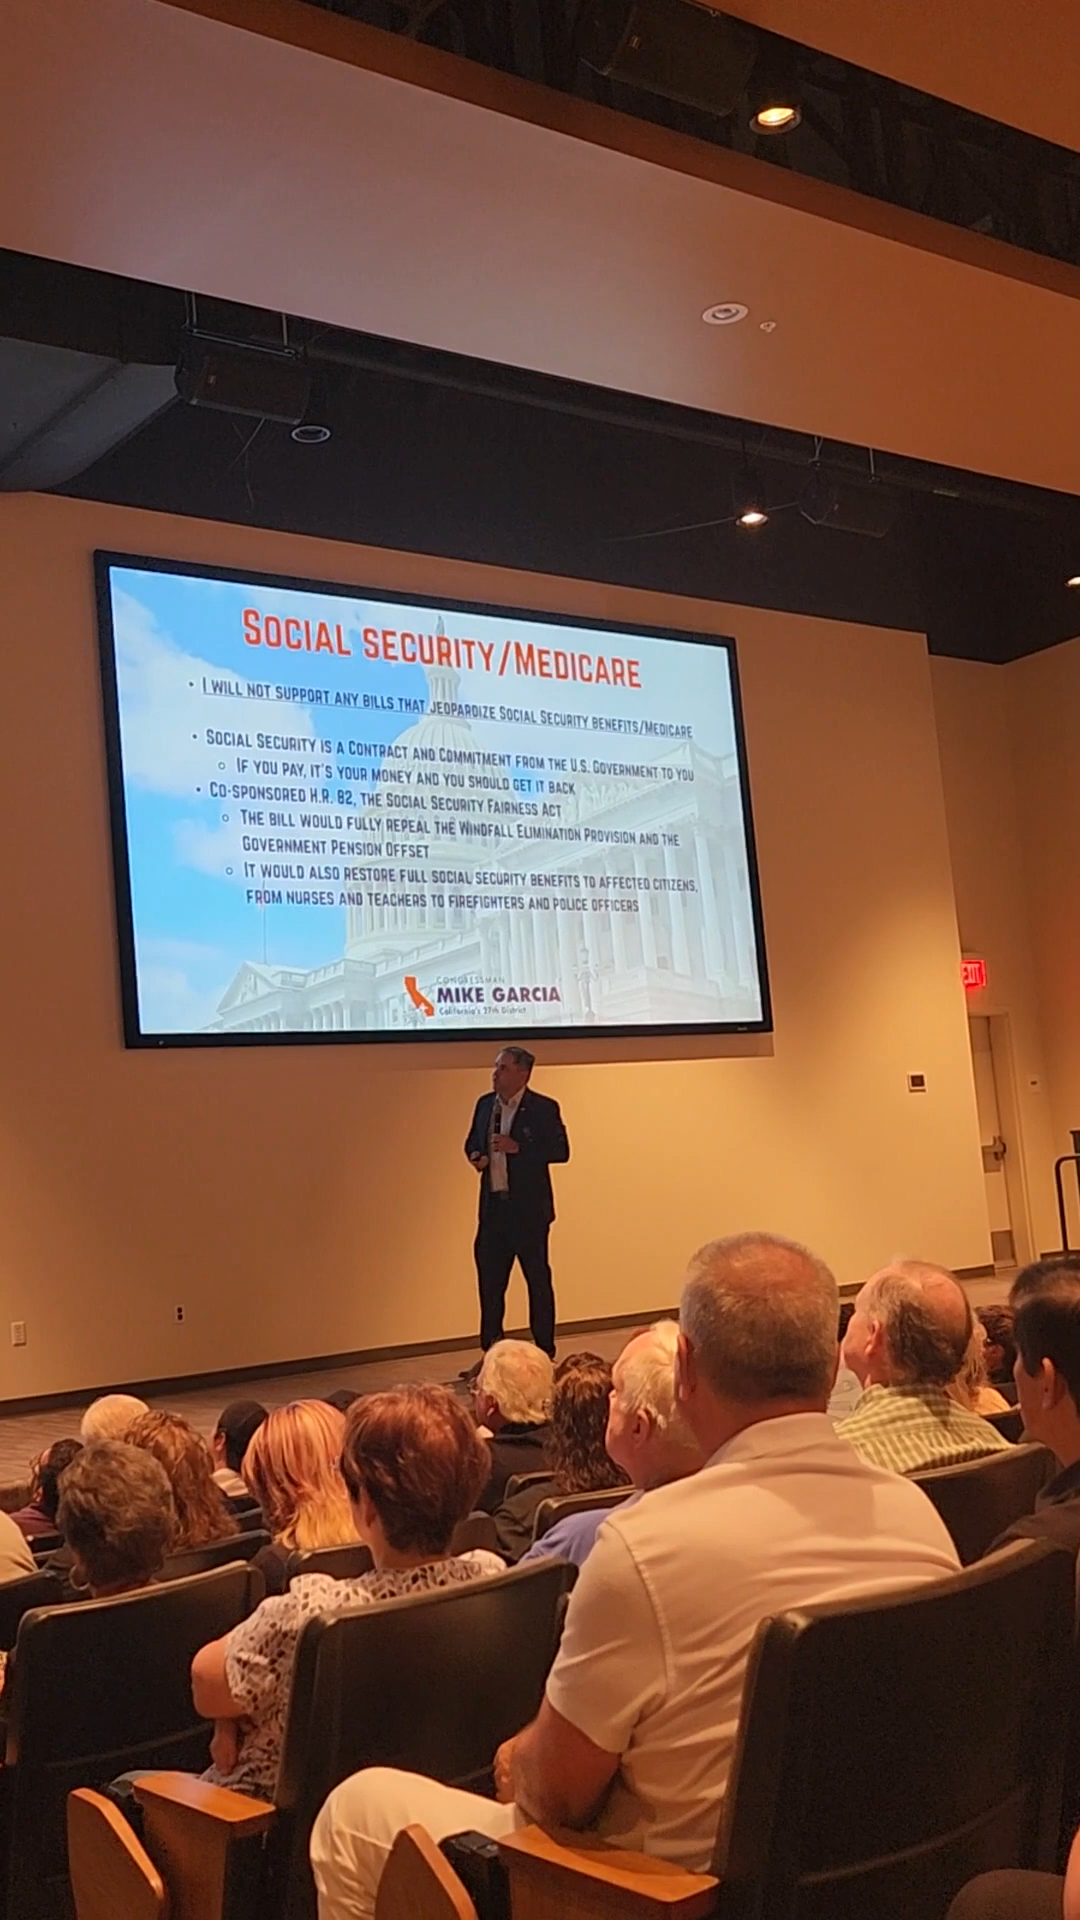 SOCIAL SECURITY/MEDICARE
• I WILL NOT SUPPORT ANY BILLS THAT JEOPARDIZE SOCIAL SECURITY BENEFITS/MEDICARE
• SOCIAL SECURITY IS A CONTRACT AND COMMITMENT FROM THE U.S. GOVERNMENT TO YOU
○ IF YOU PAY, IT'S YOUR MONEY AND YOU SHOULD GET IT BACK
• CO-SPONSORED H.R. 82, THE SOCIAL SECURITY FAIRNESS ACT
○ THE BILL WOULD FULLY REPEAL THE WINDFALL ELIMINATION PROVISION AND THE
GOVERNMENT PENSION OFFSET
○ IT WOULD ALSO RESTORE FULL SOCIAL SECURITY BENEFITS TO AFFECTED CITIZENS,
FROM NURSES AND TEACHERS TO FIREFIGHTERS AND POLICE OFFICERS
CONGRESSMAN
MIKE GARCIA
California's 27th District
EXIT